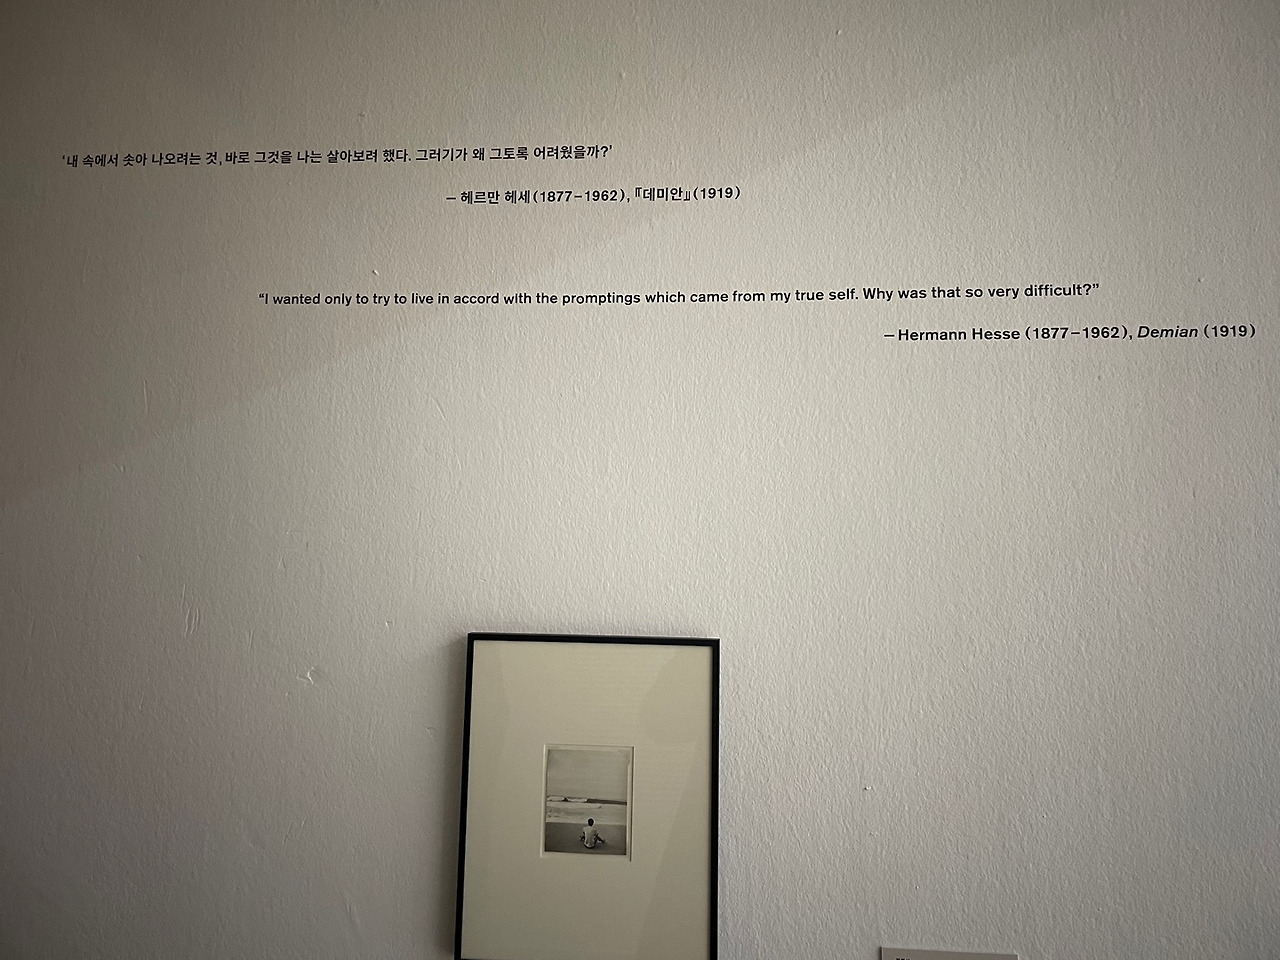 ‘내 속에서 솟아 나오려는 것, 바로 그것을 나는 살아보려 했다. 그러기가 왜 그토록 어려웠을까?’
— 헤르만 헤세(1877–1962), 『데미안』(1919)
“I wanted only to try to live in accord with the promptings which came from my true self. Why was that so very difficult?”
— Hermann Hesse (1877–1962), Demian (1919)